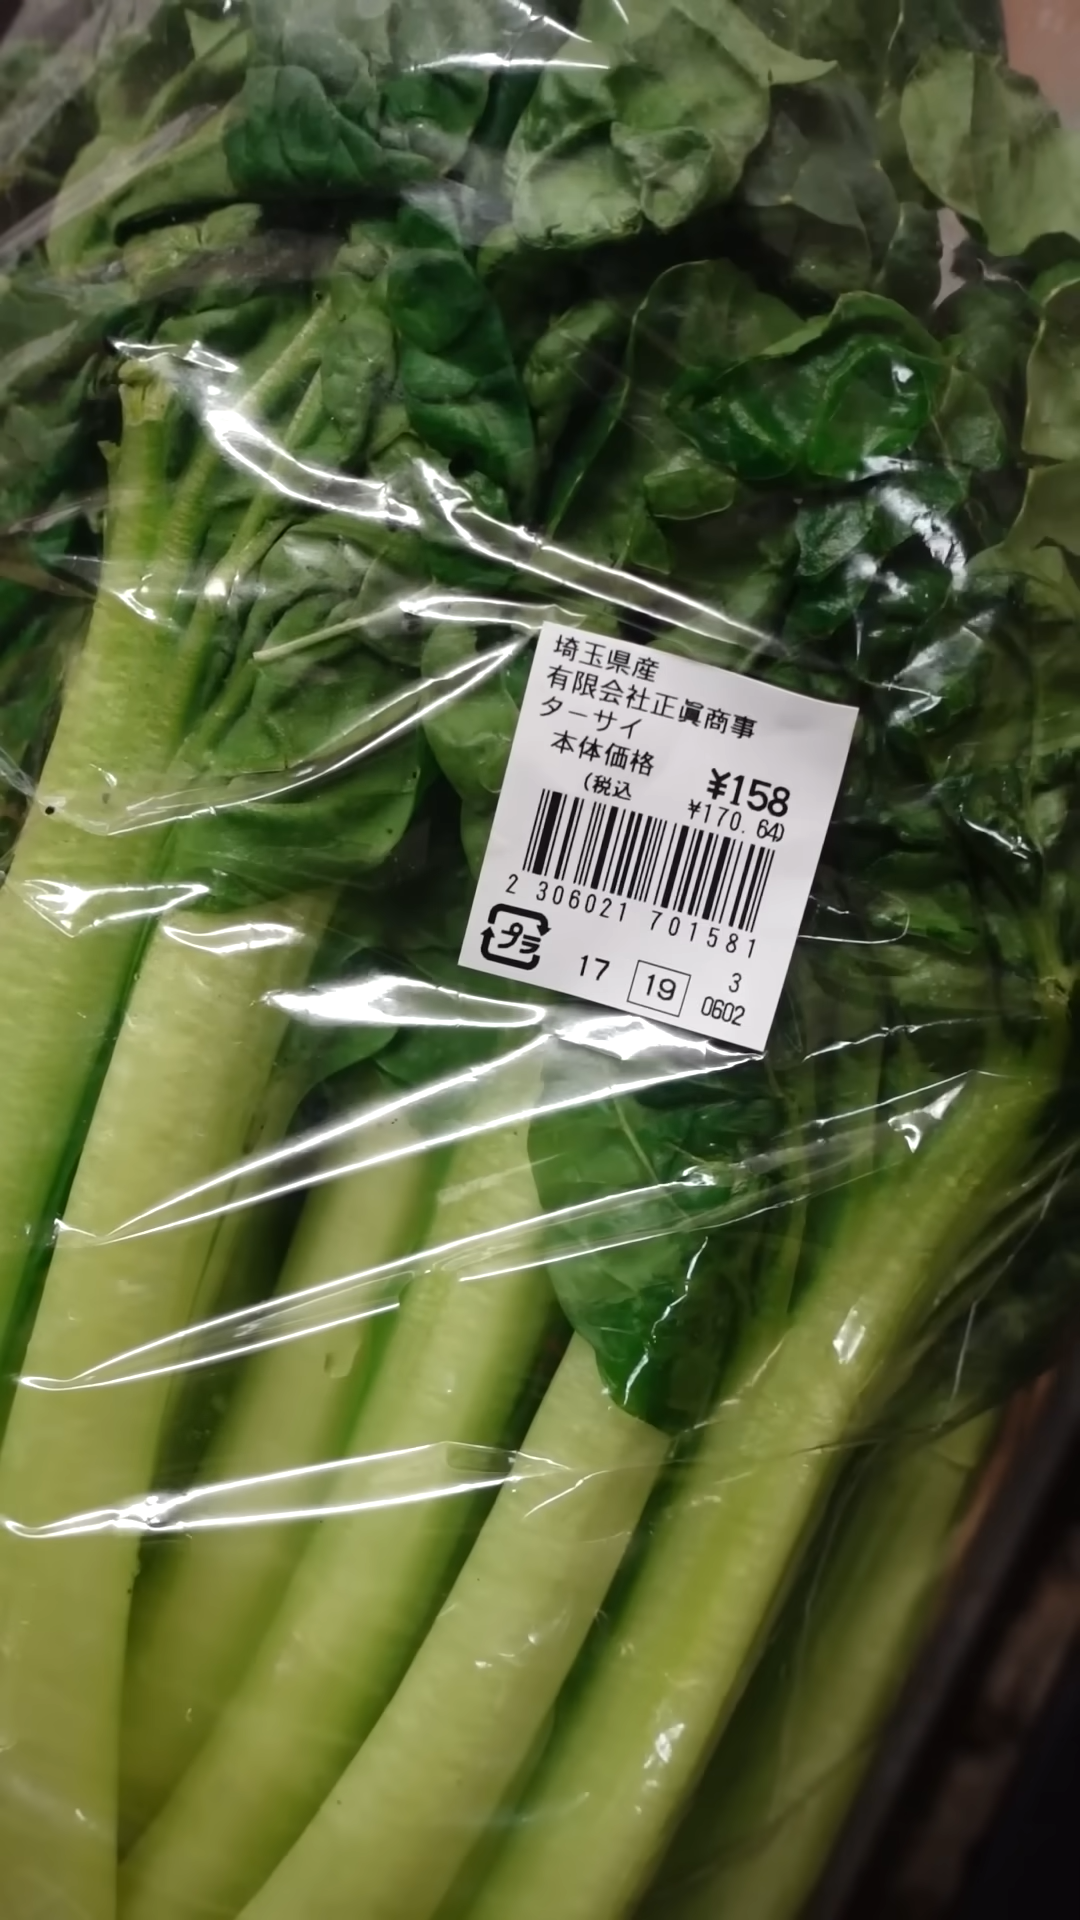 埼玉県産
有限会社正眞商事
ターサイ
本体価格 ¥158
(税込 ¥170.64)
2 306021 701581
プラ 17 19 3
0602